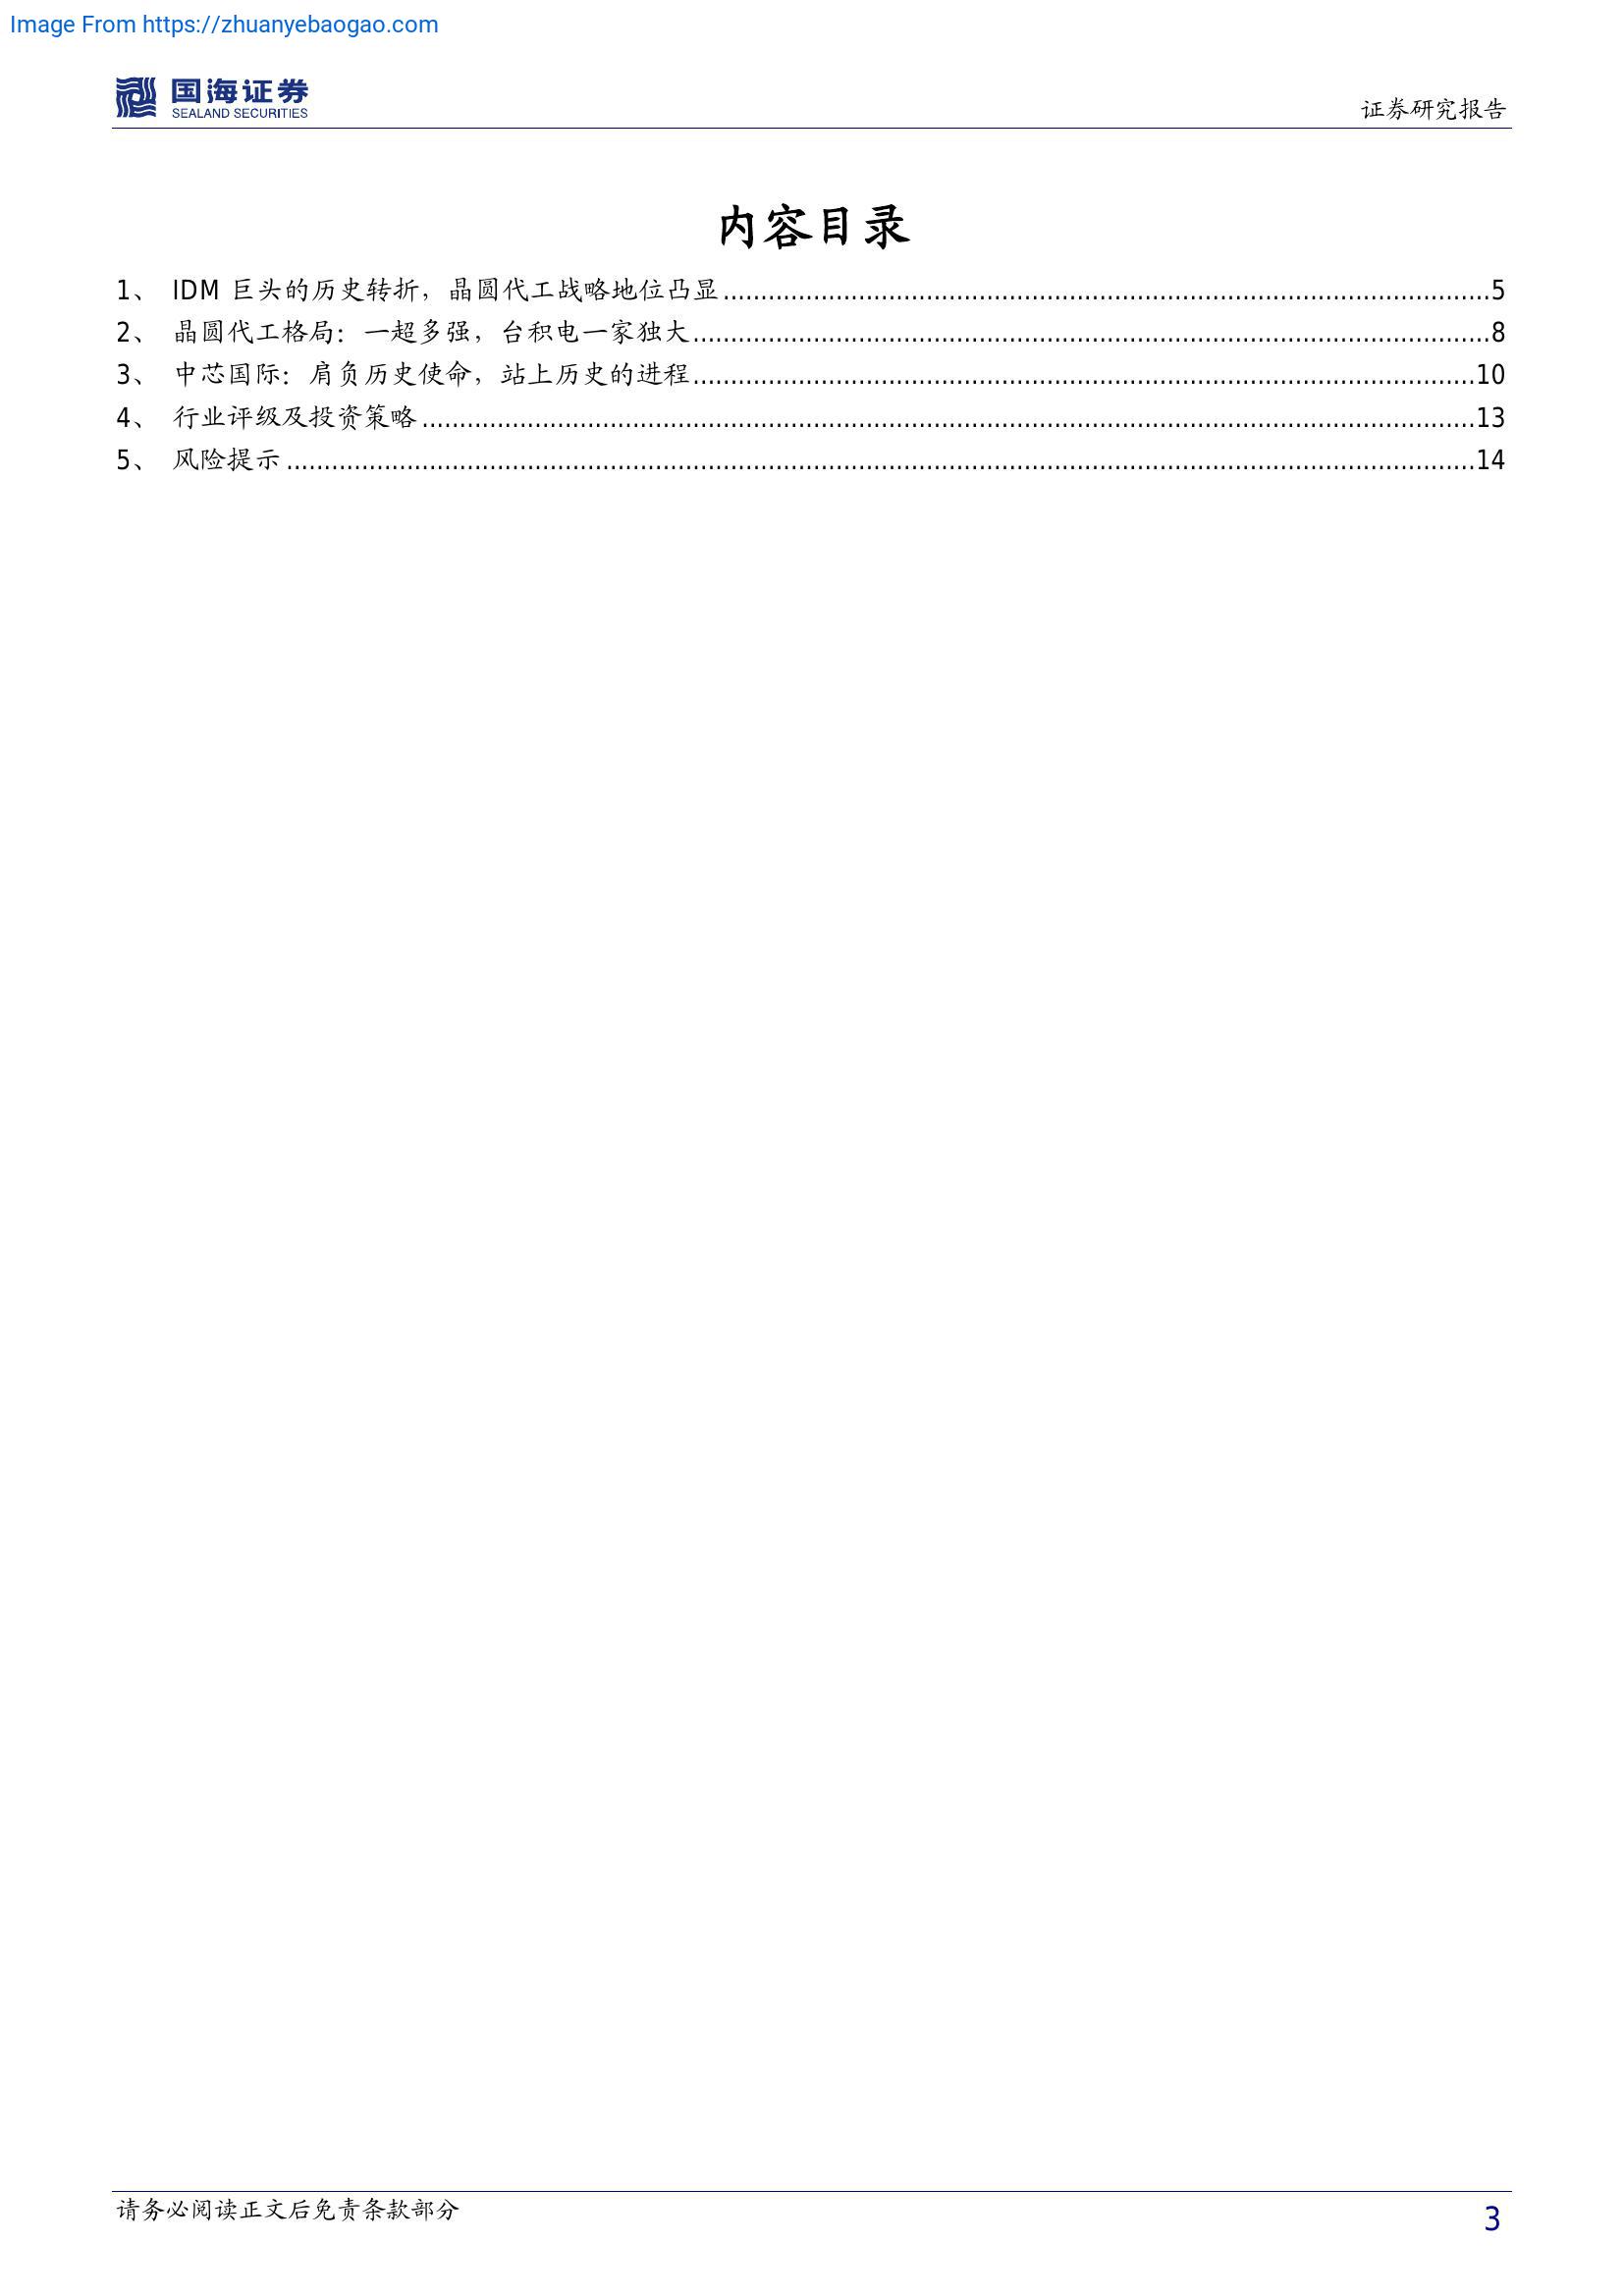 Image From https://zhuanyebaogao.com
国海证券
SEALAND SECURITIES
证券研究报告
内容目录
1、 IDM 巨头的历史转折，晶圆代工战略地位凸显........................................5
2、 晶圆代工格局：一超多强，台积电一家独大........................................8
3、 中芯国际：肩负历史使命，站上历史的进程........................................10
4、 行业评级及投资策略........................................13
5、 风险提示........................................14
请务必阅读正文后免责条款部分
3